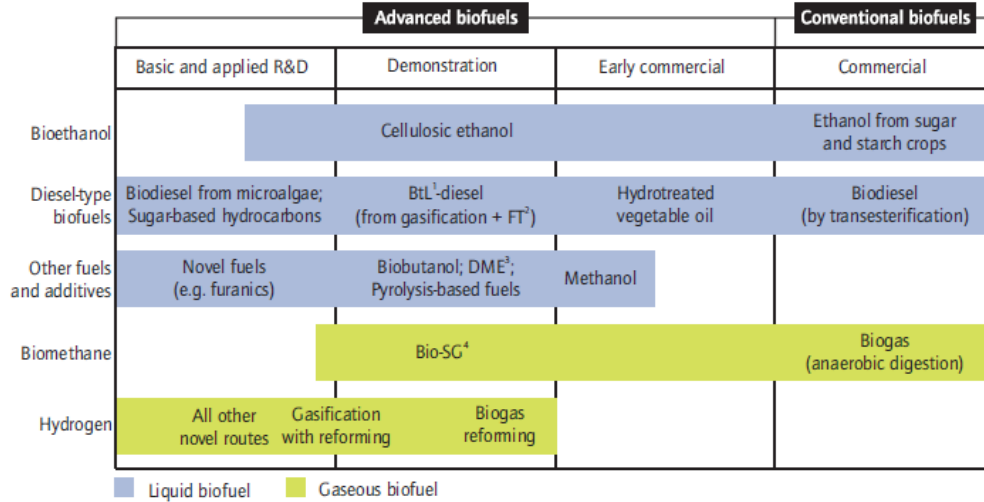 Advanced biofuels
Conventional biofuels
Basic and applied R&D
Demonstration
Early commercial
Commercial
Bioethanol
Cellulosic ethanol
Ethanol from sugar
and starch crops
Diesel-type
biofuels
Biodiesel from microalgae;
Sugar-based hydrocarbons
BtL¹-diesel
(from gasification + FT²)
Hydrotreated
vegetable oil
Biodiesel
(by transesterification)
Other fuels
and additives
Novel fuels
(e.g. furanics)
Biobutanol; DME³;
Pyrolysis-based fuels
Methanol
Biomethane
Bio-SG⁴
Biogas
(anaerobic digestion)
Hydrogen
All other
novel routes
Gasification
with reforming
Biogas
reforming
Liquid biofuel
Gaseous biofuel